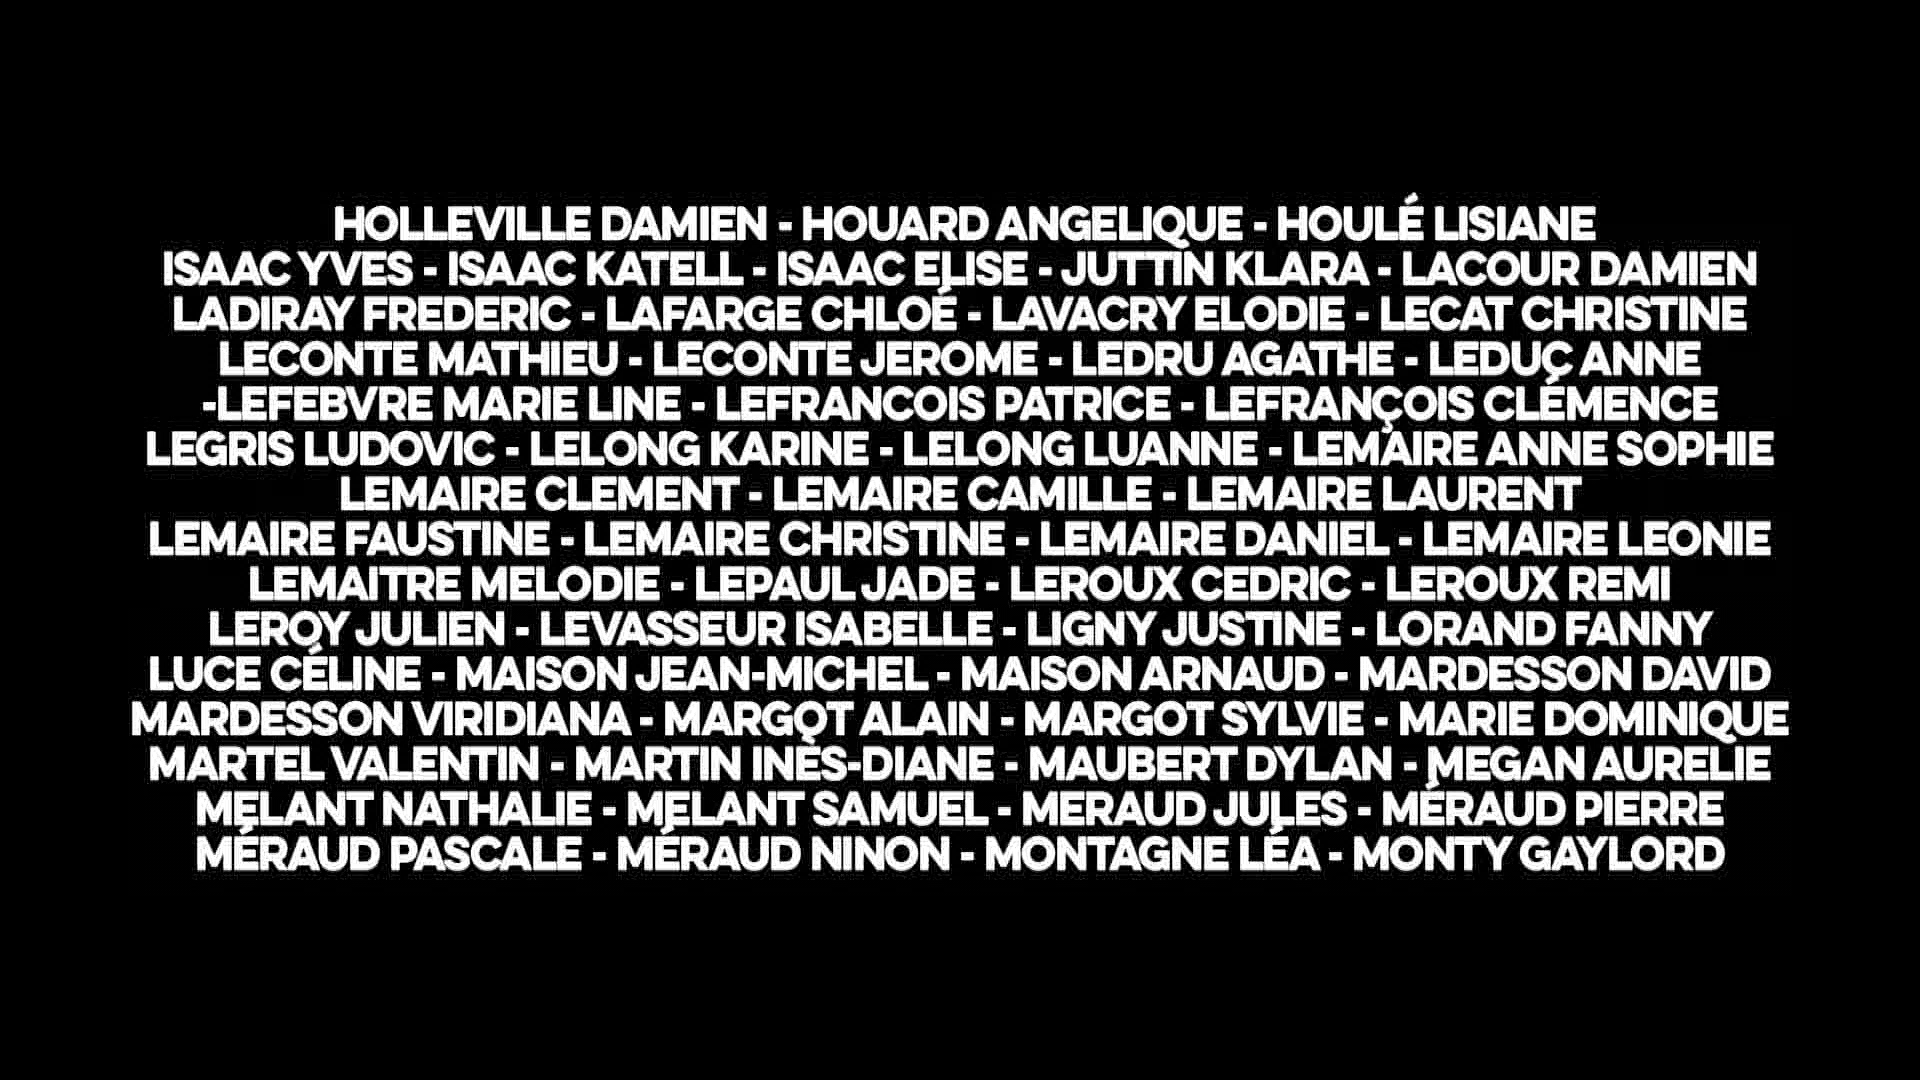 HOLLEVILLE DAMIEN - HOUARD ANGELIQUE - HOULÉ LISIANE
ISAAC YVES - ISAAC KATELL - ISAAC ELISE - JUTTIN KLARA - LACOUR DAMIEN
LADIRAY FREDERIC - LAFARGE CHLOÉ - LAVACRY ELODIE - LECAT CHRISTINE
LECONTE MATHIEU - LECONTE JEROME - LEDRU AGATHE - LEDUC ANNE
-LEFEBVRE MARIE LINE - LEFRANCOIS PATRICE - LEFRANÇOIS CLÉMENCE
LEGRIS LUDOVIC - LELONG KARINE - LELONG LUANNE - LEMAIRE ANNE SOPHIE
LEMAIRE CLEMENT - LEMAIRE CAMILLE - LEMAIRE LAURENT
LEMAIRE FAUSTINE - LEMAIRE CHRISTINE - LEMAIRE DANIEL - LEMAIRE LEONIE
LEMAITRE MELODIE - LEPAUL JADE - LEROUX CEDRIC - LEROUX REMI
LEROY JULIEN - LEVASSEUR ISABELLE - LIGNY JUSTINE - LORAND FANNY
LUCE CÉLINE - MAISON JEAN-MICHEL - MAISON ARNAUD - MARDESSON DAVID
MARDESSON VIRIDIANA - MARGOT ALAIN - MARGOT SYLVIE - MARIE DOMINIQUE
MARTEL VALENTIN - MARTIN INÈS-DIANE - MAUBERT DYLAN - MEGAN AURELIE
MELANT NATHALIE - MELANT SAMUEL - MERAUD JULES - MÉRAUD PIERRE
MÉRAUD PASCALE - MÉRAUD NINON - MONTAGNE LÉA - MONTY GAYLORD